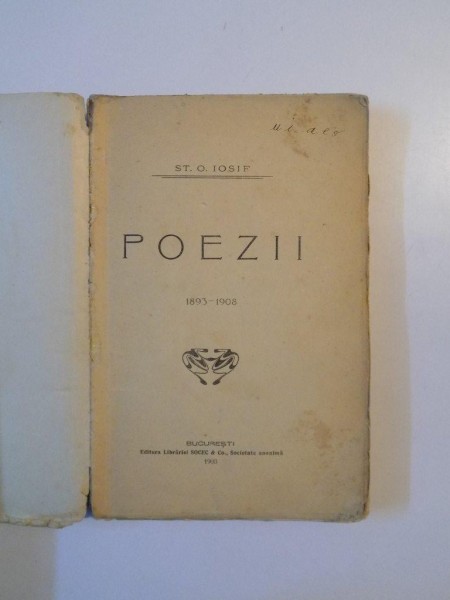 ST. O. IOSIF
POEZII
1893-1908
BUCUREŞTI
Editura Librăriei SOCEC & Co., Societate anonimă